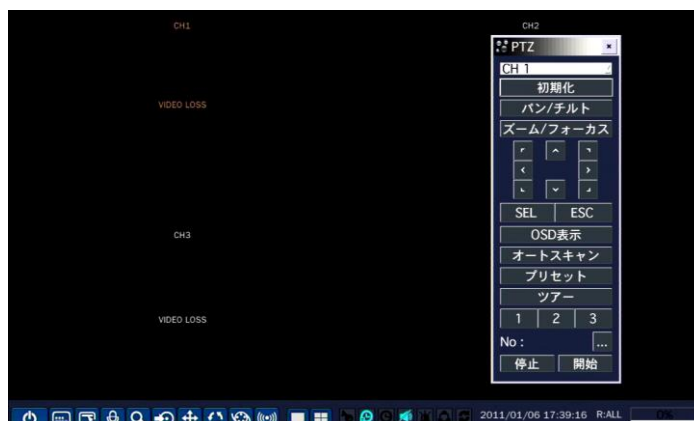 CH1
CH2
PTZ
CH 1
初期化
VIDEO LOSS
パン/チルト
ズーム/フォーカス
SEL
ESC
CH3
OSD表示
オートスキャン
プリセット
ツアー
VIDEO LOSS
1
2
3
No :
...
停止
開始
2011/01/06 17:39:16 R:ALL
0%